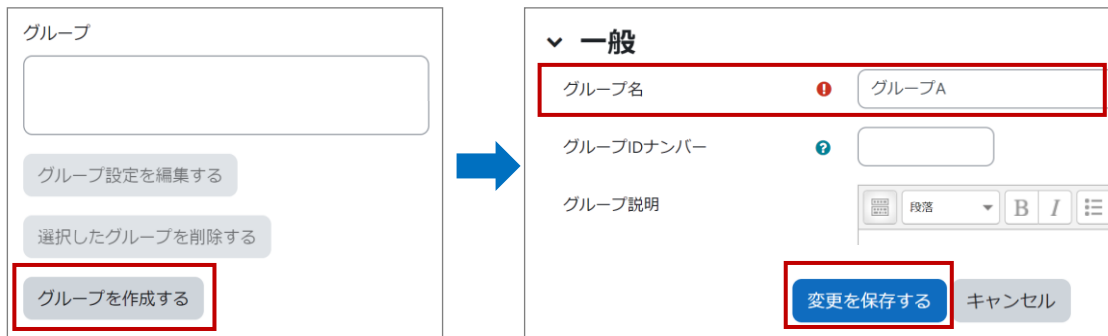 グループ
グループ設定を編集する
選択したグループを削除する
グループを作成する
一般
グループ名
グループA
グループIDナンバー
グループ説明
段落
B I
変更を保存する
キャンセル